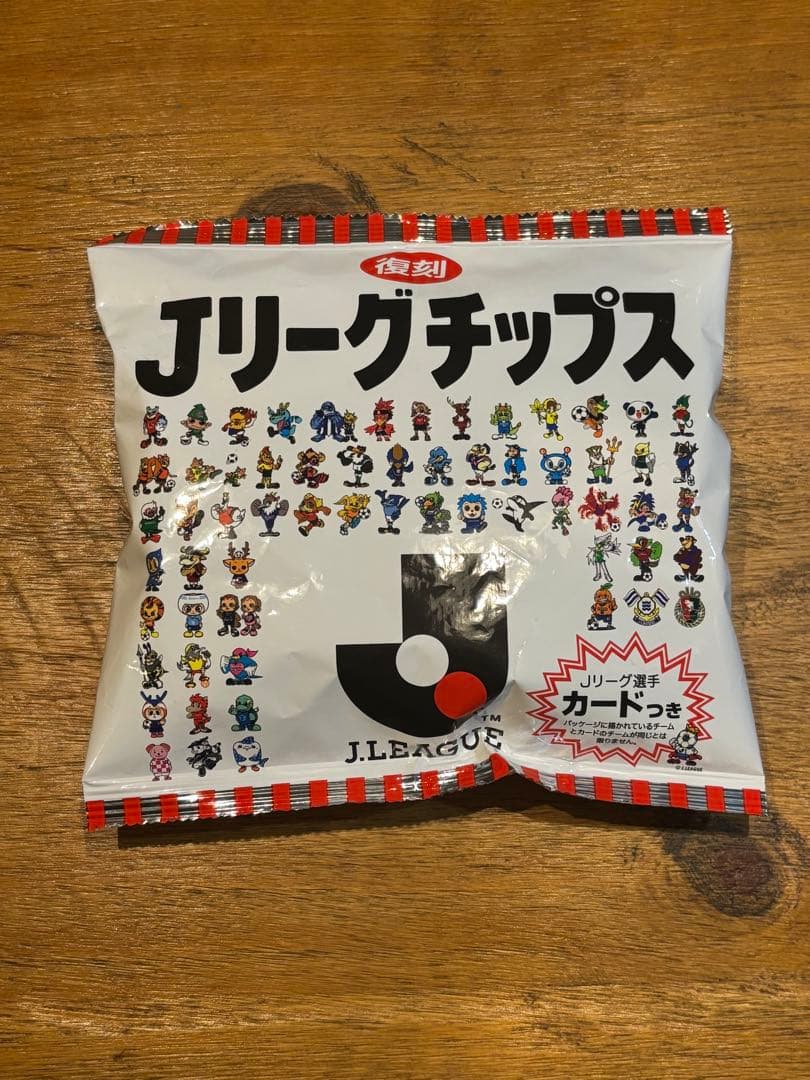 復刻
Jリーグチップス
TM
J.LEAGUE
Jリーグ選手
カードつき
パッケージに描かれているチーム
とカードのチームが同じとは
限りません。
©J.LEAGUE